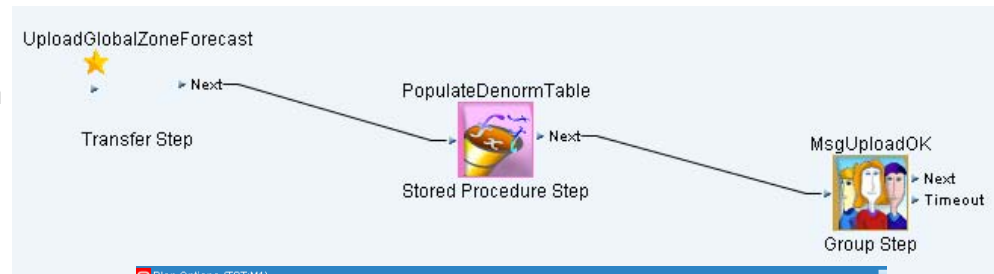 UploadGlobalZoneForecast
Next
Transfer Step
PopulateDenormTable
Next
Stored Procedure Step
MsgUploadOK
Next
Timeout
Group Step